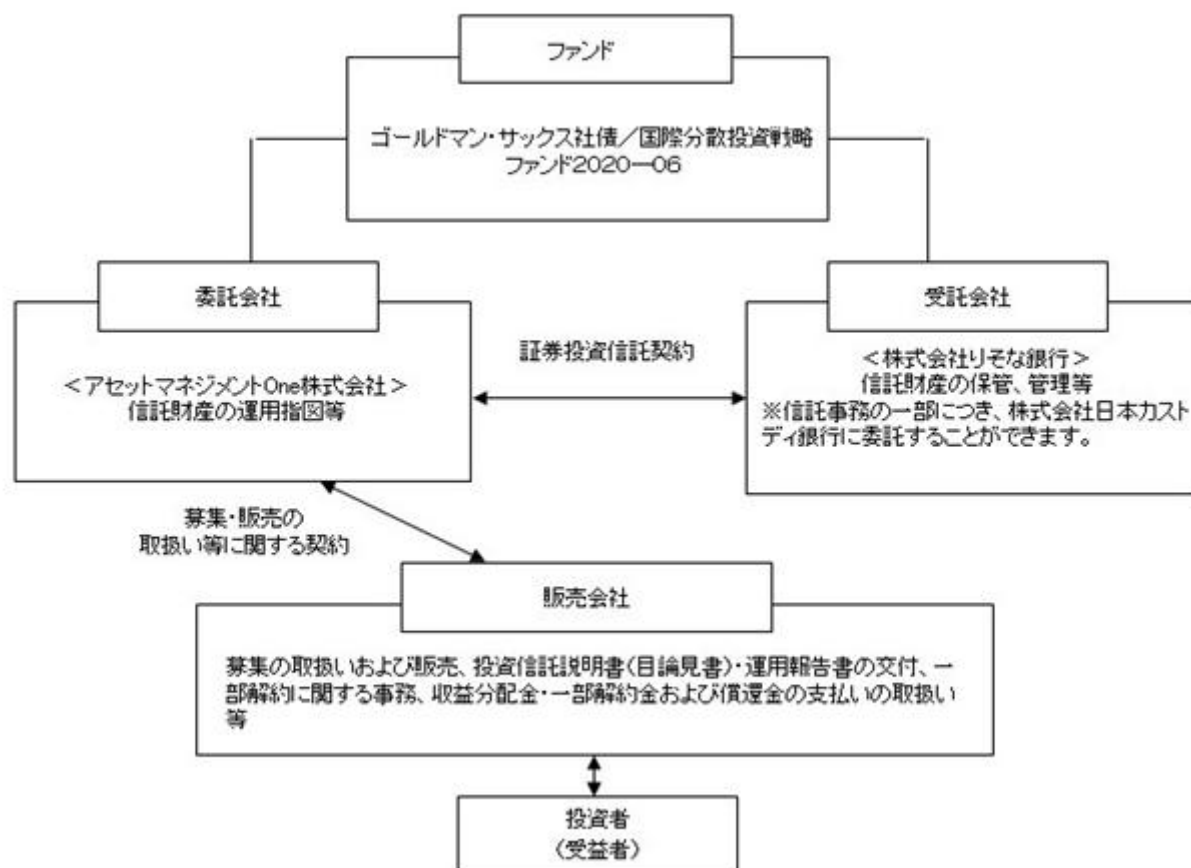 ファンド
ゴールドマン・サックス社債／国際分散投資戦略
ファンド2020－06
委託会社
＜アセットマネジメントOne株式会社＞
信託財産の運用指図等
証券投資信託契約
受託会社
＜株式会社りそな銀行＞
信託財産の保管、管理等
※信託事務の一部につき、株式会社日本カスト
ディ銀行に委託することができます。
募集・販売の
取扱い等に関する契約
販売会社
募集の取扱いおよび販売、投資信託説明書（目論見書）・運用報告書の交付、一
部解約に関する事務、収益分配金・一部解約金および償還金の支払いの取扱い
等
投資者
（受益者）